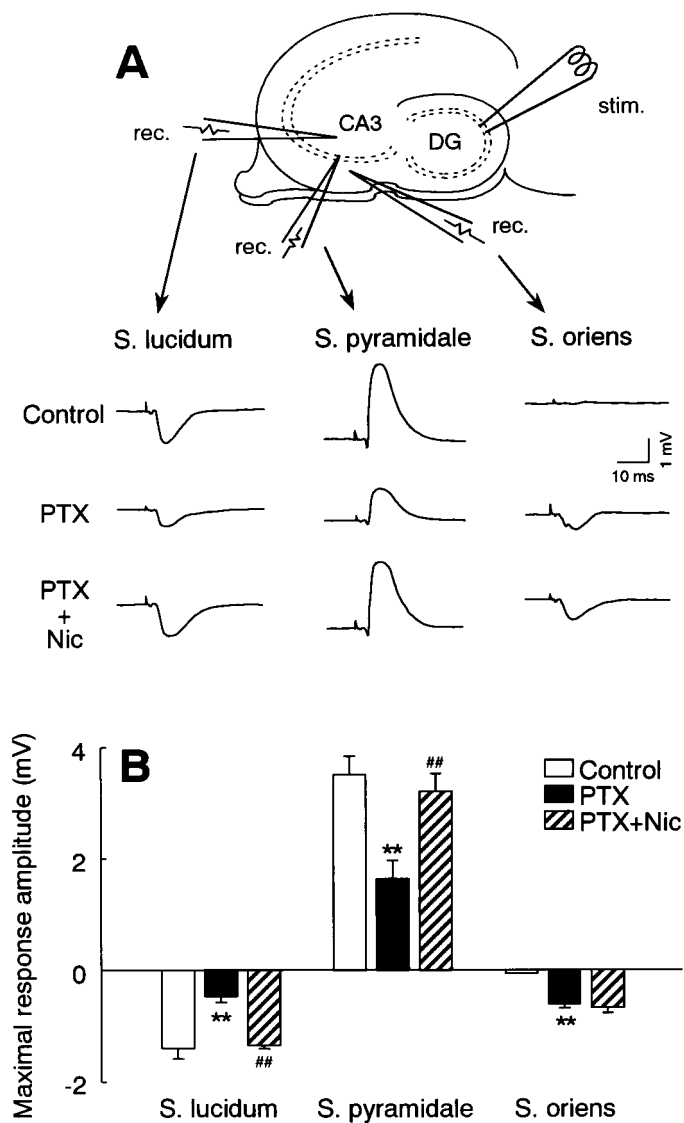 A
CA3
DG
stim.
rec.
rec.
rec.
S. lucidum
S. pyramidale
S. oriens
Control
10 ms
1 mV
PTX
PTX
+
Nic
B
Maximal response amplitude (mV)
4
2
0
-2
**
##
**
##
**
Control
PTX
PTX+Nic
S. lucidum
S. pyramidale
S. oriens